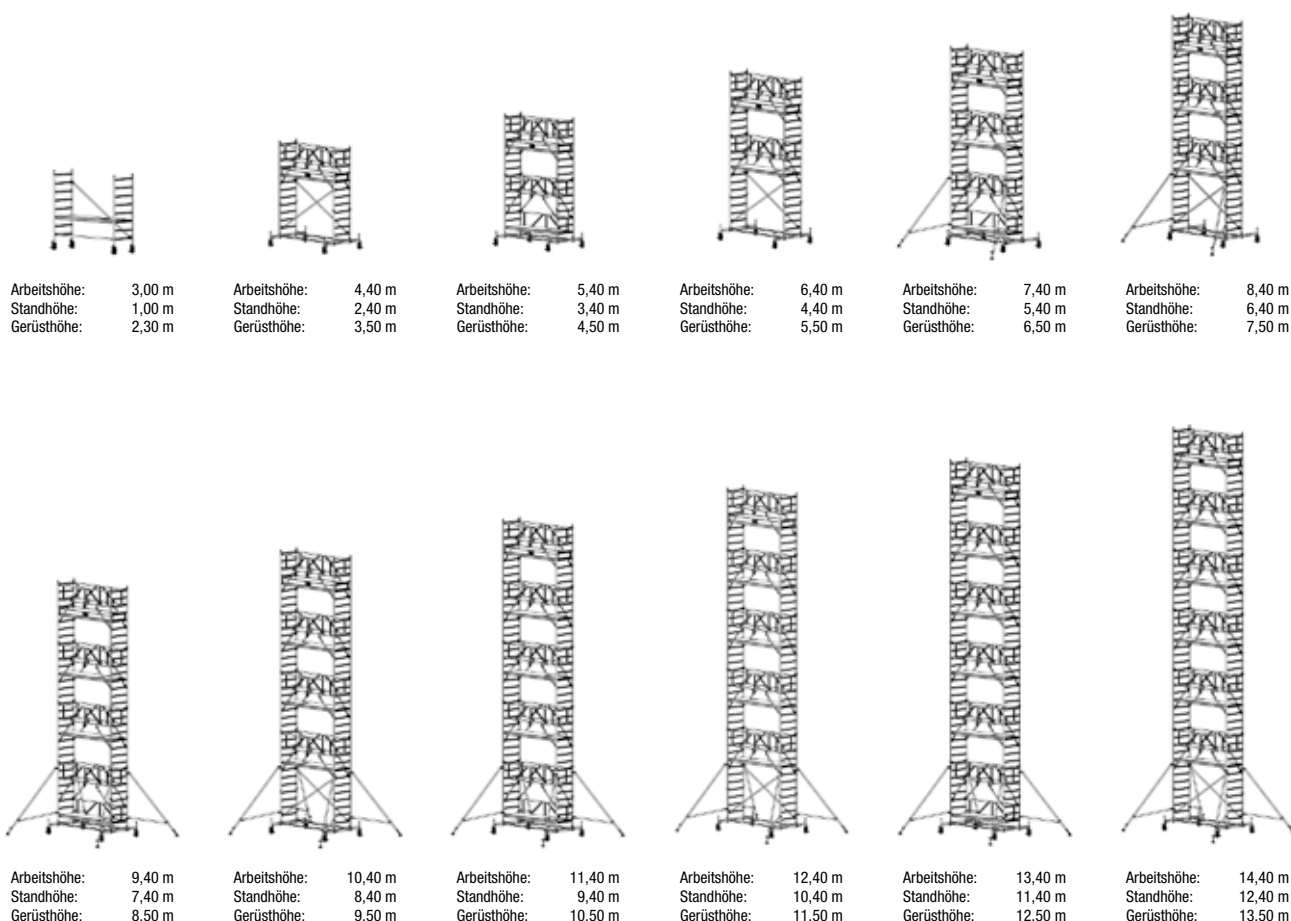 Arbeitshöhe: 3,00 m
Standhöhe: 1,00 m
Gerüsthöhe: 2,30 m
Arbeitshöhe: 4,40 m
Standhöhe: 2,40 m
Gerüsthöhe: 3,50 m
Arbeitshöhe: 5,40 m
Standhöhe: 3,40 m
Gerüsthöhe: 4,50 m
Arbeitshöhe: 6,40 m
Standhöhe: 4,40 m
Gerüsthöhe: 5,50 m
Arbeitshöhe: 7,40 m
Standhöhe: 5,40 m
Gerüsthöhe: 6,50 m
Arbeitshöhe: 8,40 m
Standhöhe: 6,40 m
Gerüsthöhe: 7,50 m
Arbeitshöhe: 9,40 m
Standhöhe: 7,40 m
Gerüsthöhe: 8,50 m
Arbeitshöhe: 10,40 m
Standhöhe: 8,40 m
Gerüsthöhe: 9,50 m
Arbeitshöhe: 11,40 m
Standhöhe: 9,40 m
Gerüsthöhe: 10,50 m
Arbeitshöhe: 12,40 m
Standhöhe: 10,40 m
Gerüsthöhe: 11,50 m
Arbeitshöhe: 13,40 m
Standhöhe: 11,40 m
Gerüsthöhe: 12,50 m
Arbeitshöhe: 14,40 m
Standhöhe: 12,40 m
Gerüsthöhe: 13,50 m